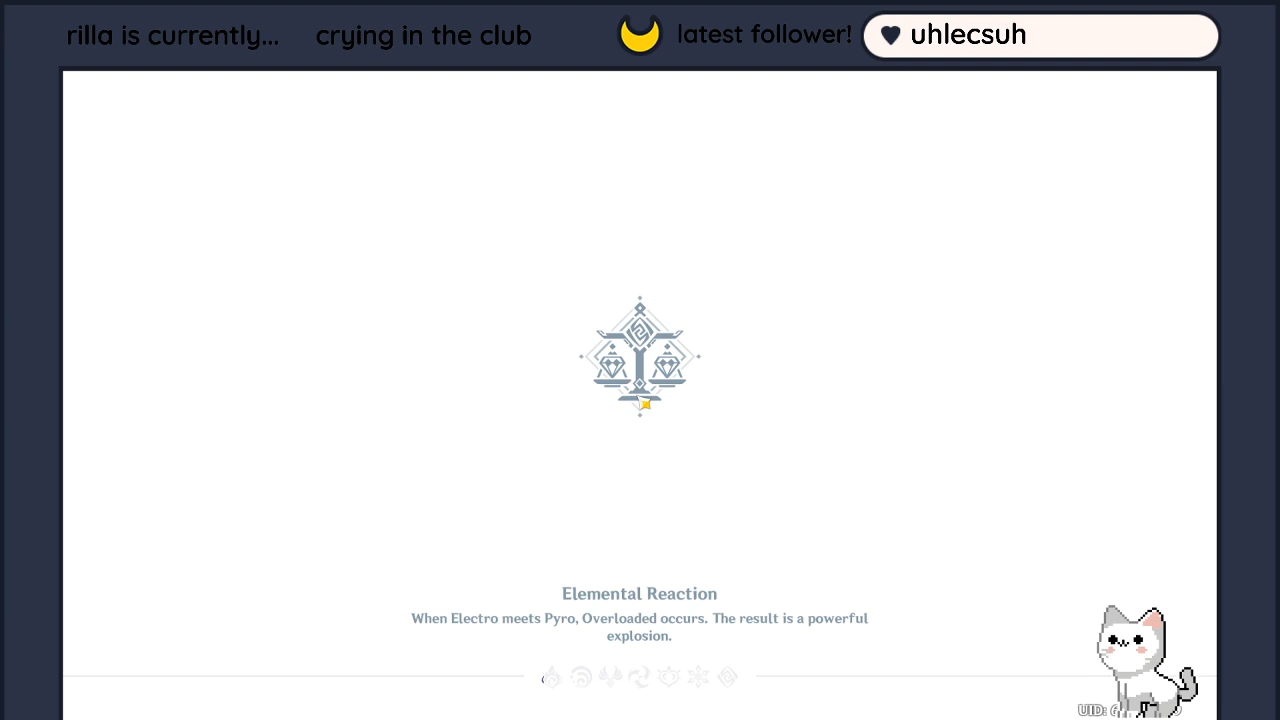 rilla is currently... crying in the club latest follower! uhlecsuh
Elemental Reaction
When Electro meets Pyro, Overloaded occurs. The result is a powerful
explosion.
UID: